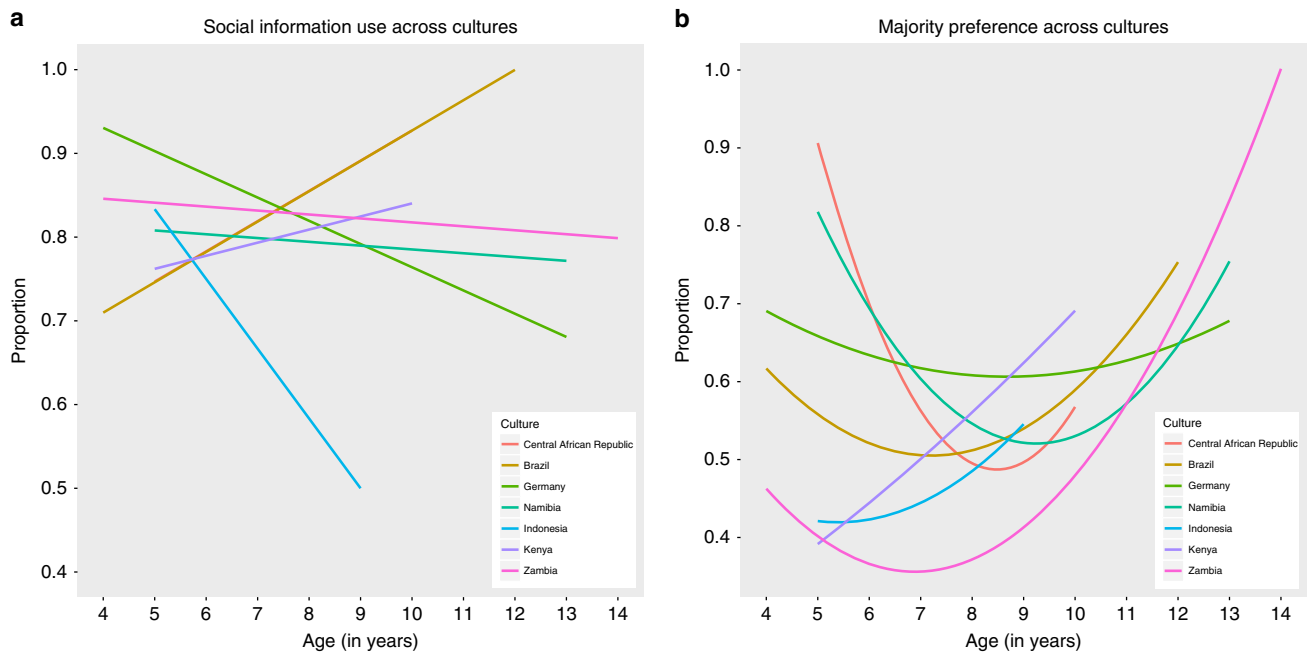 a
Social information use across cultures
1.0
0.9
0.8
0.7
0.6
0.5
0.4
Proportion
4 5 6 7 8 9 10 11 12 13 14
Age (in years)
Culture
Central African Republic
Brazil
Germany
Namibia
Indonesia
Kenya
Zambia
b
Majority preference across cultures
1.0
0.9
0.8
0.7
0.6
0.5
0.4
Proportion
4 5 6 7 8 9 10 11 12 13 14
Age (in years)
Culture
Central African Republic
Brazil
Germany
Namibia
Indonesia
Kenya
Zambia